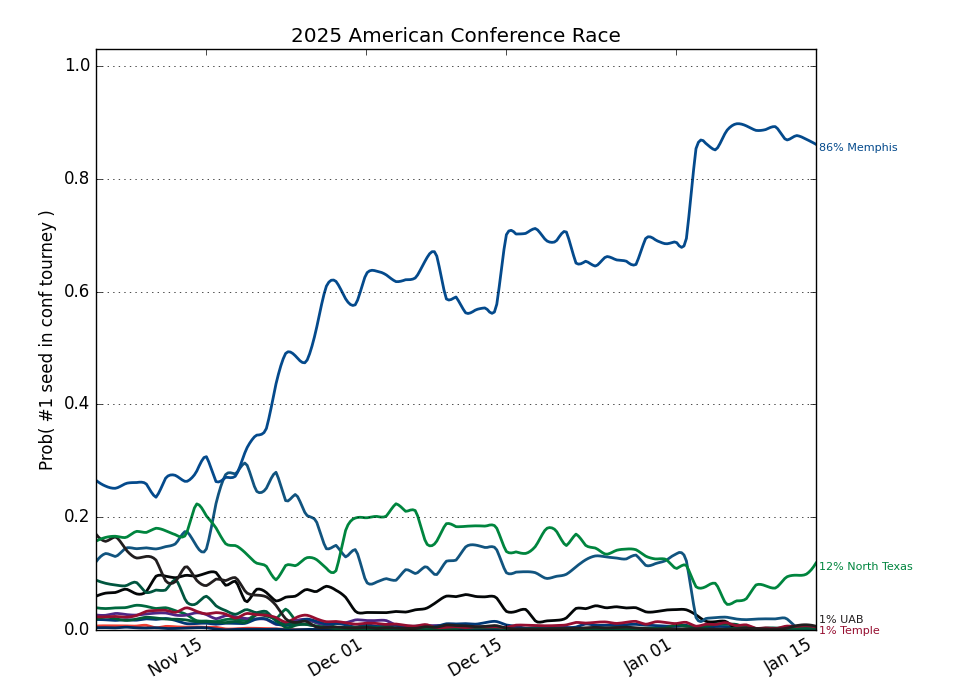 2025 American Conference Race
Prob( #1 seed in conf tourney )
1.0
0.8
0.6
0.4
0.2
0.0
86% Memphis
12% North Texas
1% UAB
1% Temple
Nov 15
Dec 01
Dec 15
Jan 01
Jan 15